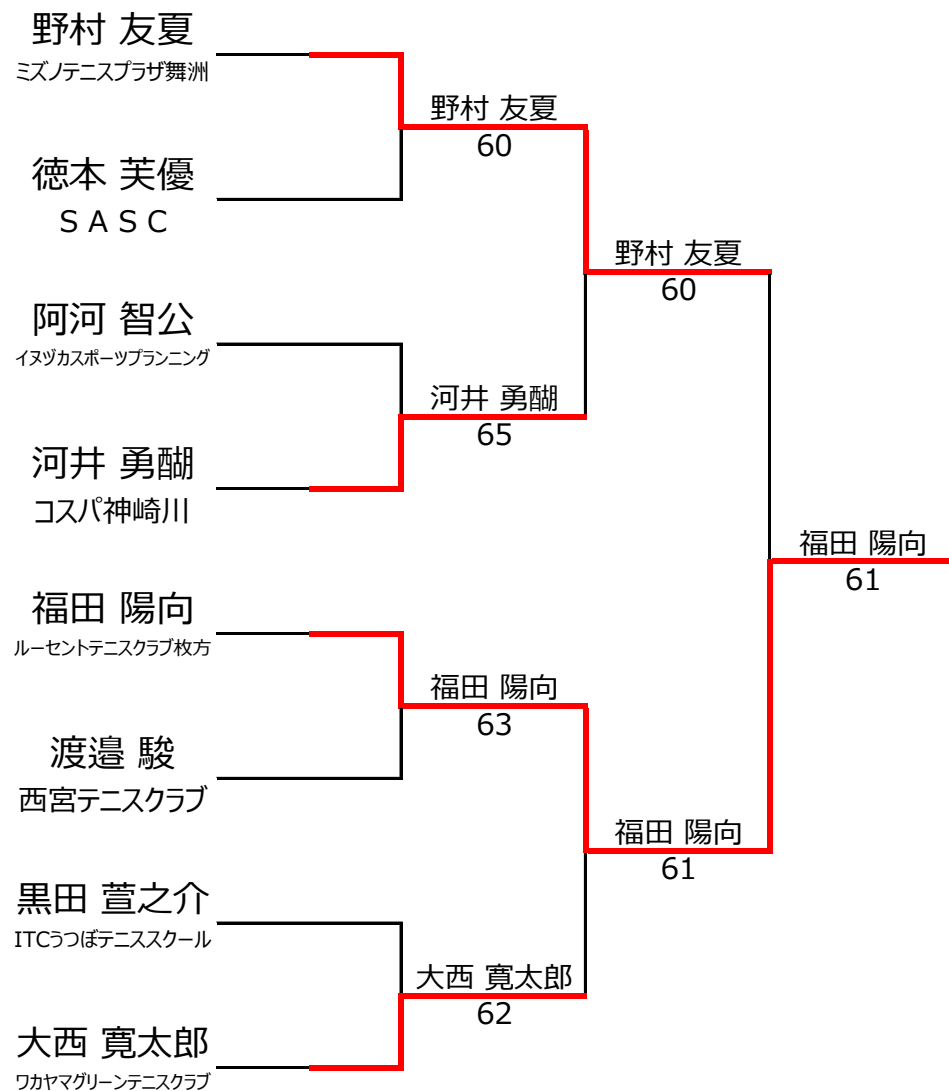 野村 友夏
ミズノテニスプラザ舞洲
野村 友夏
60
徳本 芙優
ＳＡＳＣ
野村 友夏
60
阿河 智公
イヌヅカスポーツプランニング
河井 勇醐
65
河井 勇醐
コスパ神崎川
福田 陽向
61
福田 陽向
ルーセントテニスクラブ枚方
福田 陽向
63
渡邉 駿
西宮テニスクラブ
福田 陽向
61
黒田 萱之介
ITCうつぼテニススクール
大西 寛太郎
62
大西 寛太郎
ワカヤマグリーンテニスクラブ